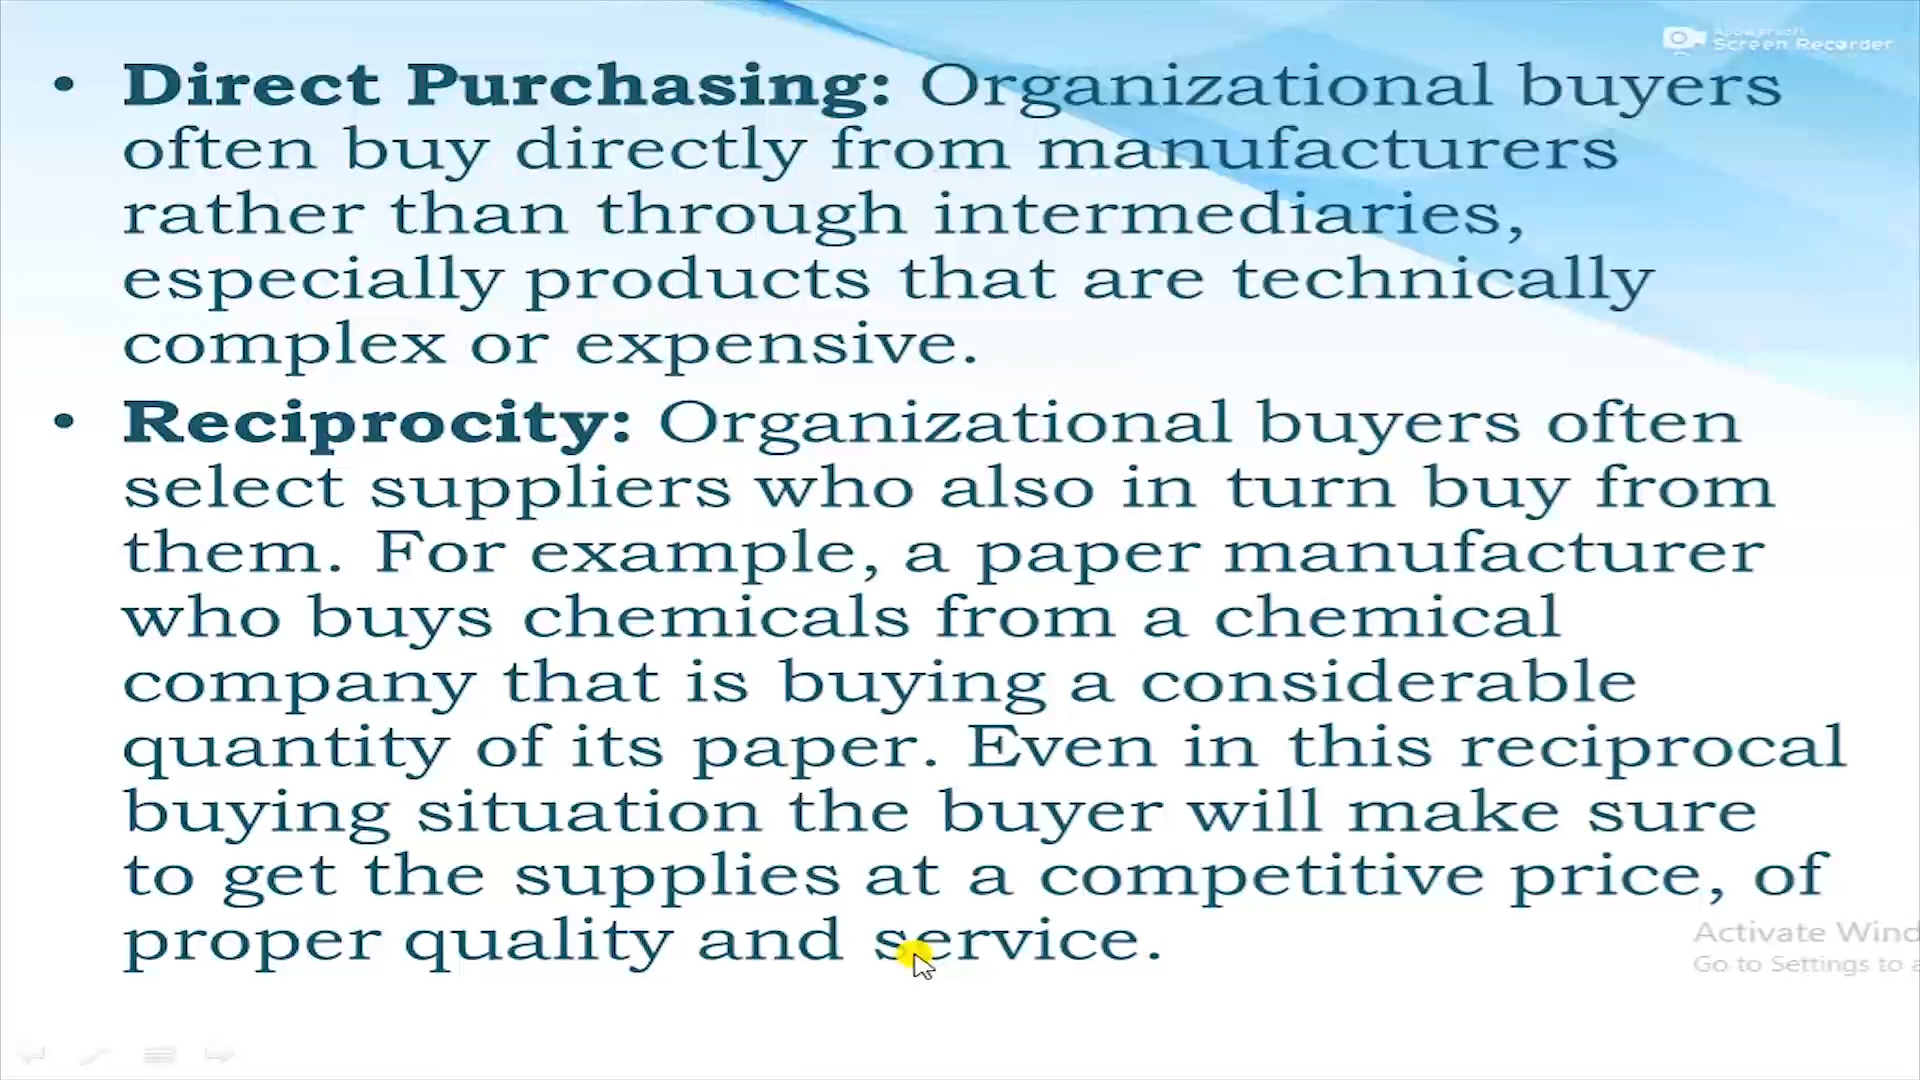 Apowersoft
Screen Recorder
• Direct Purchasing: Organizational buyers
often buy directly from manufacturers
rather than through intermediaries,
especially products that are technically
complex or expensive.
• Reciprocity: Organizational buyers often
select suppliers who also in turn buy from
them. For example, a paper manufacturer
who buys chemicals from a chemical
company that is buying a considerable
quantity of its paper. Even in this reciprocal
buying situation the buyer will make sure
to get the supplies at a competitive price, of
proper quality and service.
Activate Wind
Go to Settings to a